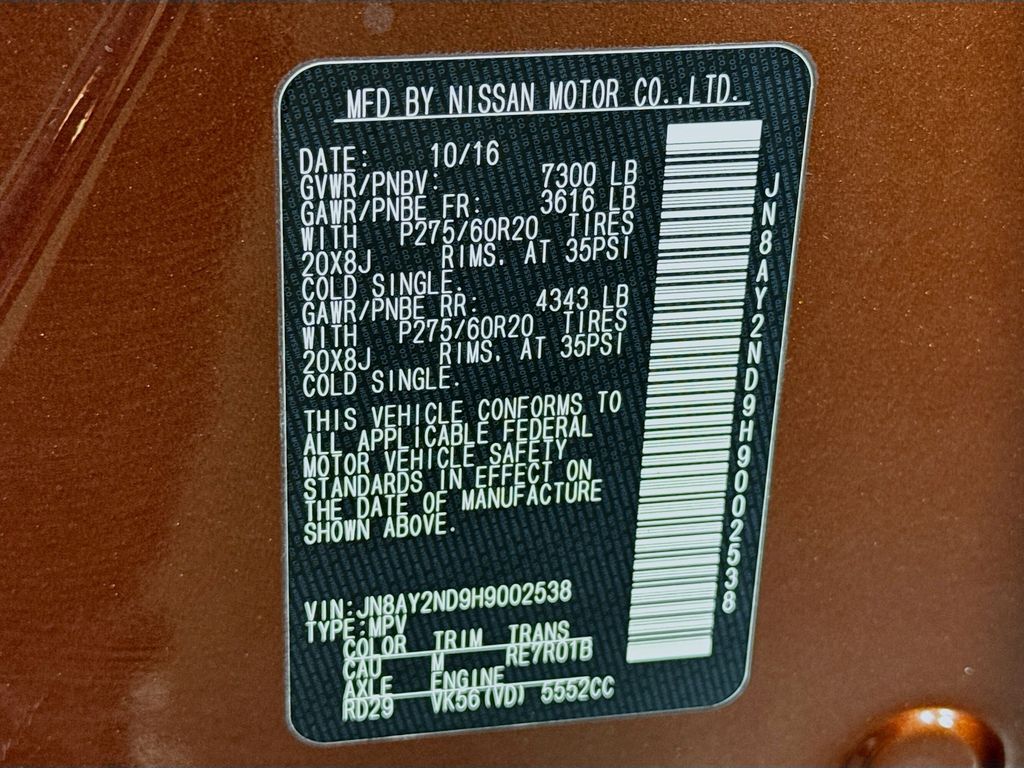 MFD BY NISSAN MOTOR CO.,LTD.
DATE: 10/16
GVWR/PNBV: 7300 LB
GAWR/PNBE FR: 3616 LB
WITH P275/60R20 TIRES
20X8J RIMS. AT 35PSI
COLD SINGLE.
GAWR/PNBE RR: 4343 LB
WITH P275/60R20 TIRES
20X8J RIMS. AT 35PSI
COLD SINGLE.
THIS VEHICLE CONFORMS TO
ALL APPLICABLE FEDERAL
MOTOR VEHICLE SAFETY
STANDARDS IN EFFECT ON
THE DATE OF MANUFACTURE
SHOWN ABOVE.
VIN:JN8AY2ND9H9002538
TYPE:MPV
COLOR TRIM TRANS
CAU M RE7R01B
AXLE ENGINE
RD29 VK56(VD) 5552CC
JN8AY2ND9H9002538